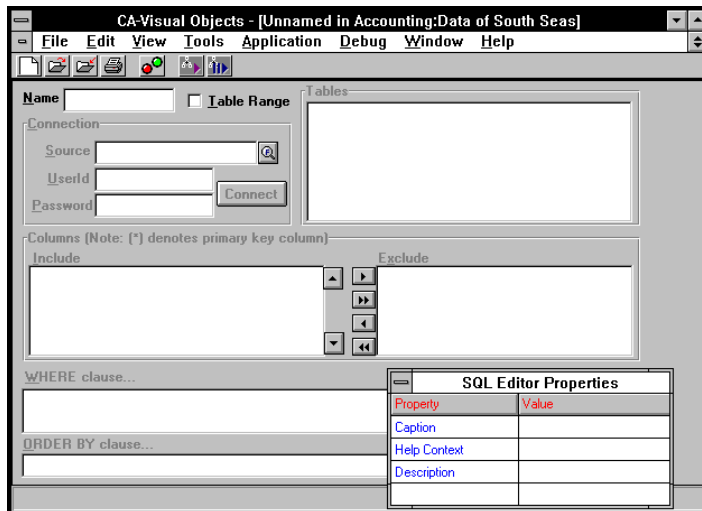 CA-Visual Objects - [Unnamed in Accounting:Data of South Seas]
File Edit View Tools Application Debug Window Help
Name
Table Range
Tables
Connection
Source
UserId
Password
Connect
Columns (Note: (*) denotes primary key column)
Include
Exclude
WHERE clause...
ORDER BY clause...
SQL Editor Properties
Property Value
Caption
Help Context
Description